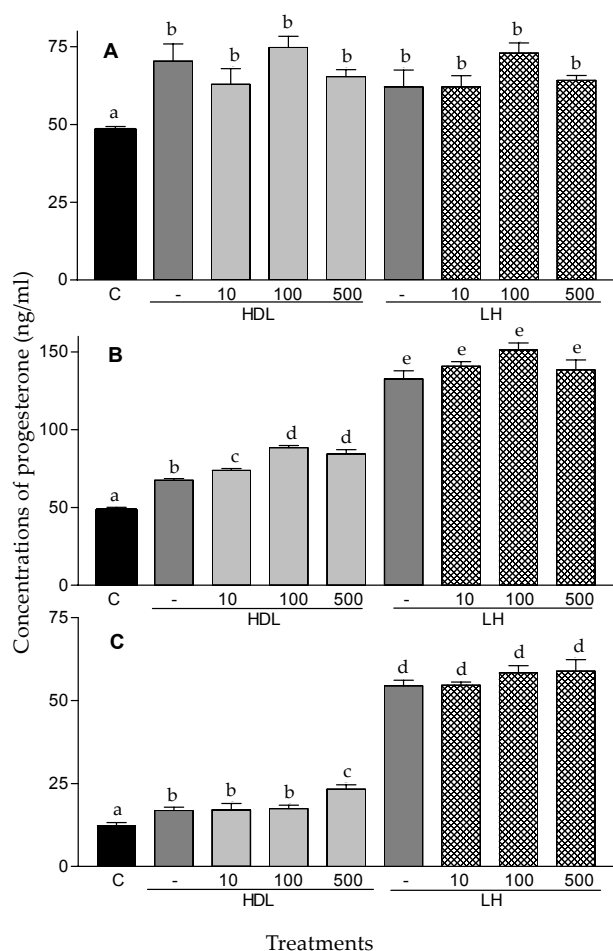 A
b b b b b b b b
75
50
a
25
0
C - 10 100 500 - 10 100 500
HDL LH
Concentrations of progesterone (ng/ml)
B
150
e e e e
100
d d
b c
a
50
0
C - 10 100 500 - 10 100 500
HDL LH
C
75
d d d d
50
25
a b b b c
0
C - 10 100 500 - 10 100 500
HDL LH
Treatments